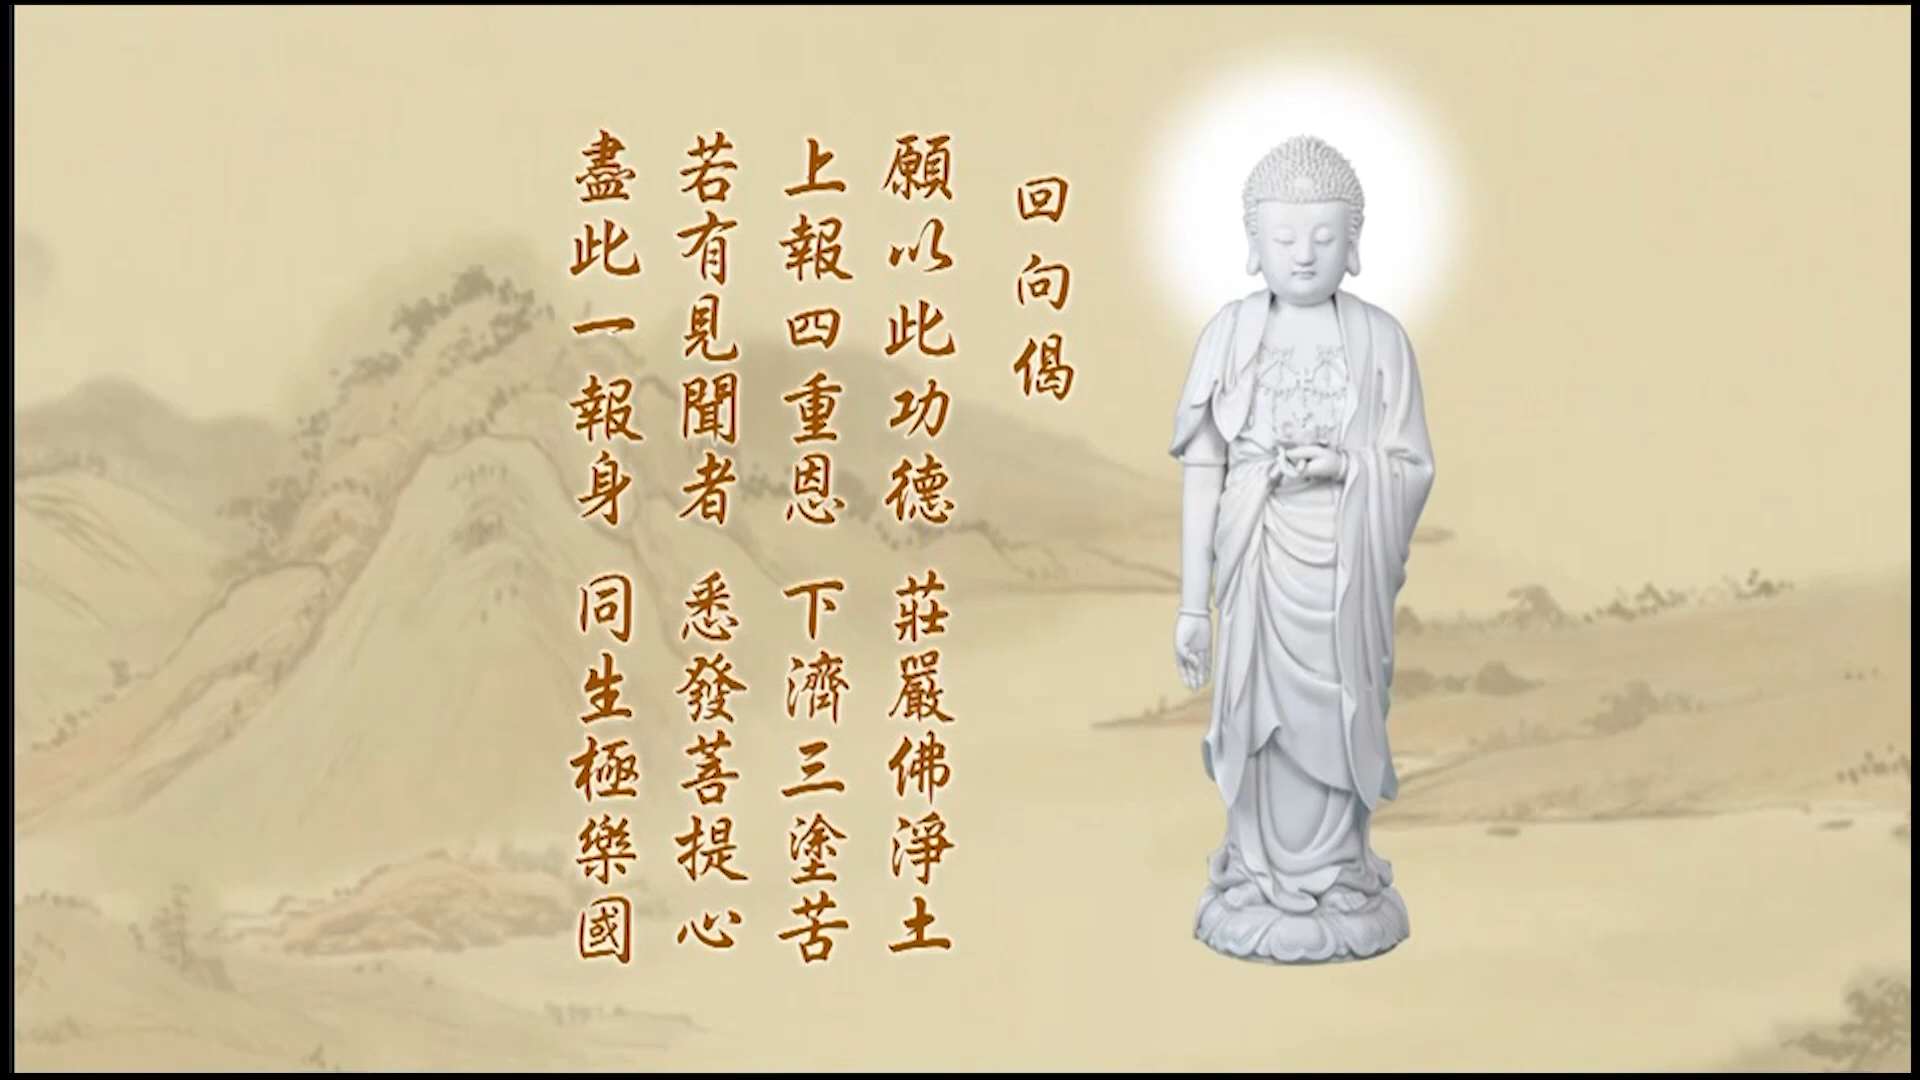 回向偈
願以此功德 莊嚴佛淨土
上報四重恩 下濟三塗苦
若有見聞者 悉發菩提心
盡此一報身 同生極樂國